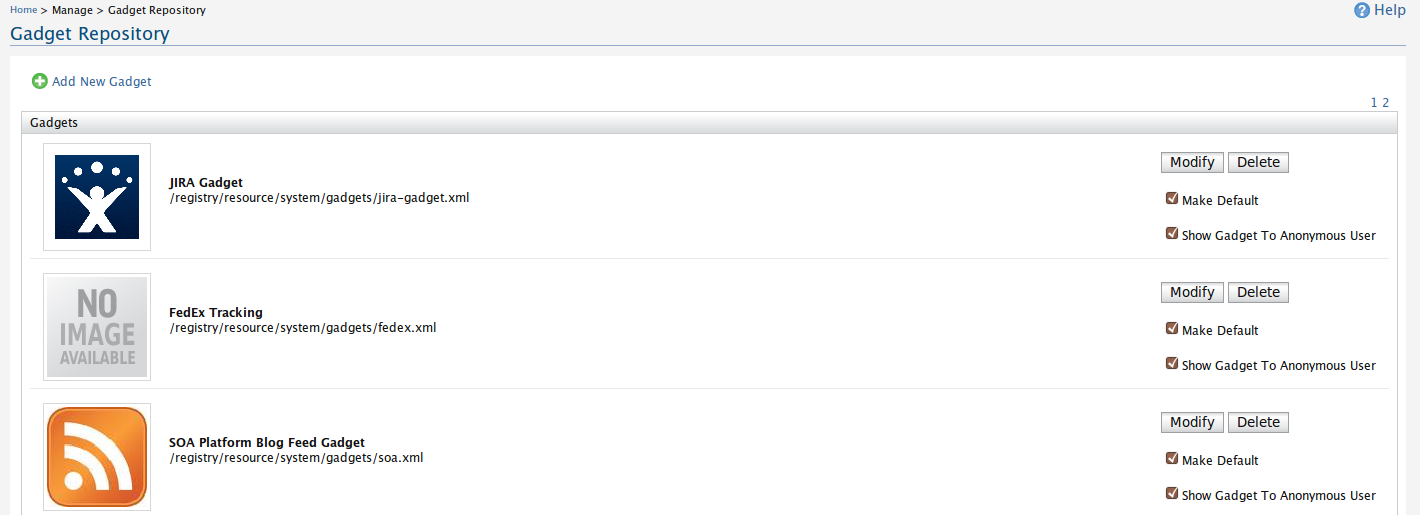 Home > Manage > Gadget Repository
Help
Gadget Repository
Add New Gadget
1 2
Gadgets
JIRA Gadget
/registry/resource/system/gadgets/jira-gadget.xml
Modify Delete
Make Default
Show Gadget To Anonymous User
NO
IMAGE
AVAILABLE
FedEx Tracking
/registry/resource/system/gadgets/fedex.xml
Modify Delete
Make Default
Show Gadget To Anonymous User
SOA Platform Blog Feed Gadget
/registry/resource/system/gadgets/soa.xml
Modify Delete
Make Default
Show Gadget To Anonymous User